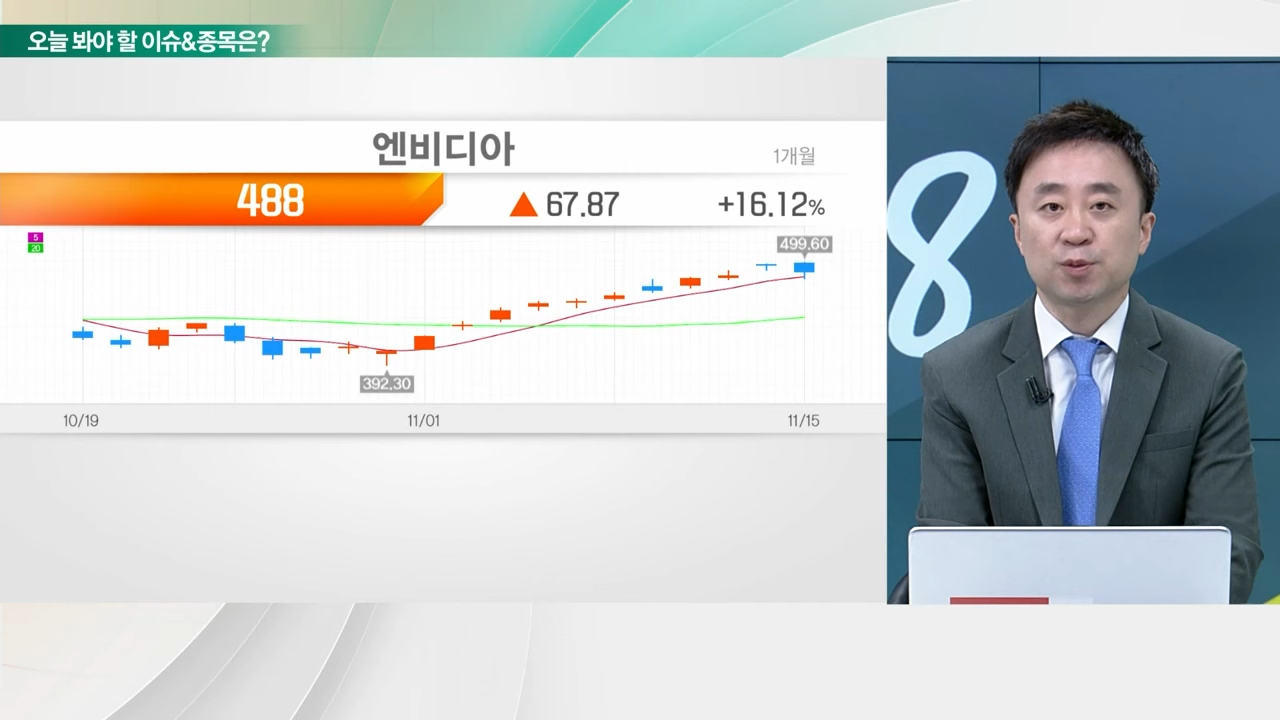 오늘 봐야 할 이슈&종목은?
엔비디아
1개월
488 ▲ 67.87 +16.12%
5
20
499.60
392.30
10/19 11/01 11/15
8